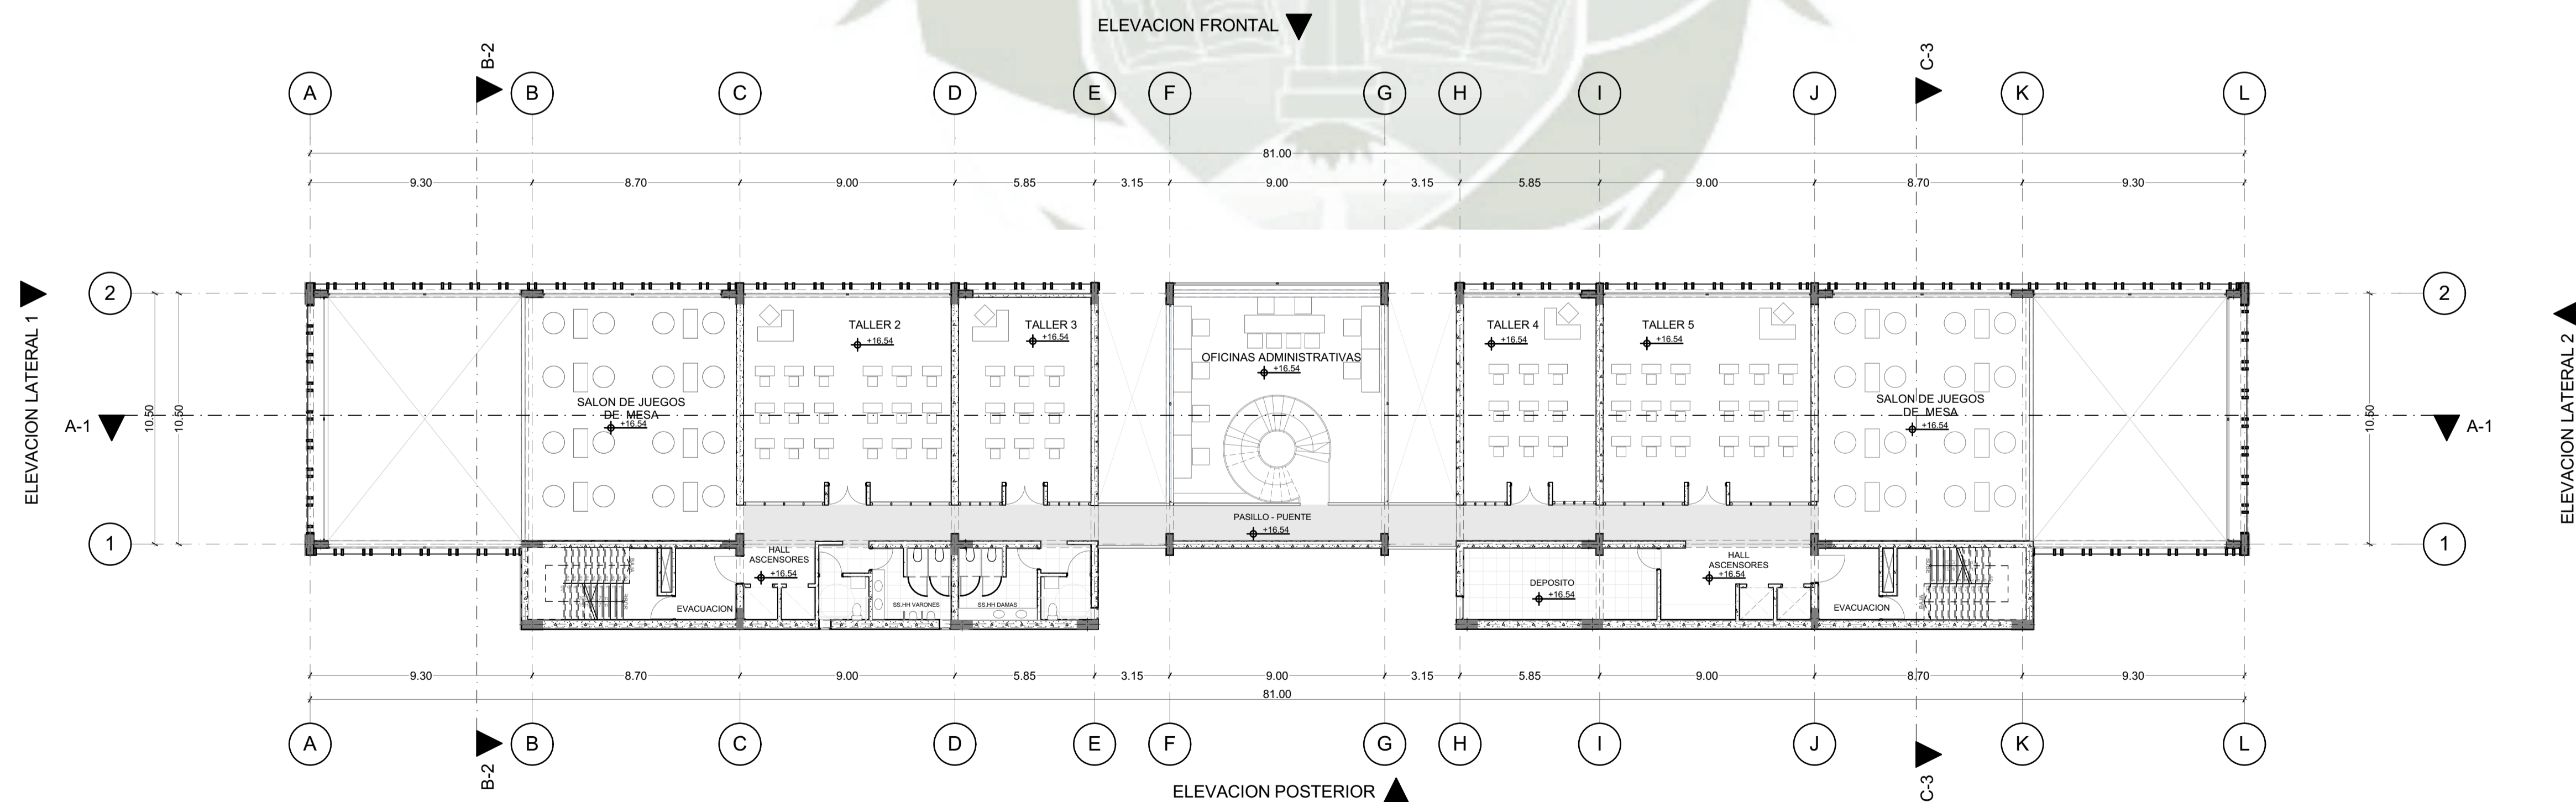 ELEVACION FRONTAL
B-2
C-3
A B C D E F G H I J K L
81.00
9.30 8.70 9.00 5.85 3.15 9.00 3.15 5.85 9.00 8.70 9.30
2 2
ELEVACION LATERAL 1
ELEVACION LATERAL 2
10.50 10.50
10.50
TALLER 2
+16.54
TALLER 3
+16.54
OFICINAS ADMINISTRATIVAS
+16.54
TALLER 4
+16.54
TALLER 5
+16.54
SALON DE JUEGOS
DE MESA
+16.54
SALON DE JUEGOS
DE MESA
+16.54
A-1
A-1
PASILLO - PUENTE
+16.54
1 1
HALL
ASCENSORES
+16.54
HALL
ASCENSORES
+16.54
DEPOSITO
+16.54
EVACUACION
SS.HH VARONES
SS.HH DAMAS
EVACUACION
9.30 8.70 9.00 5.85 3.15 9.00 3.15 5.85 9.00 8.70 9.30
81.00
A B C D E F G H I J K L
B-2
C-3
ELEVACION POSTERIOR